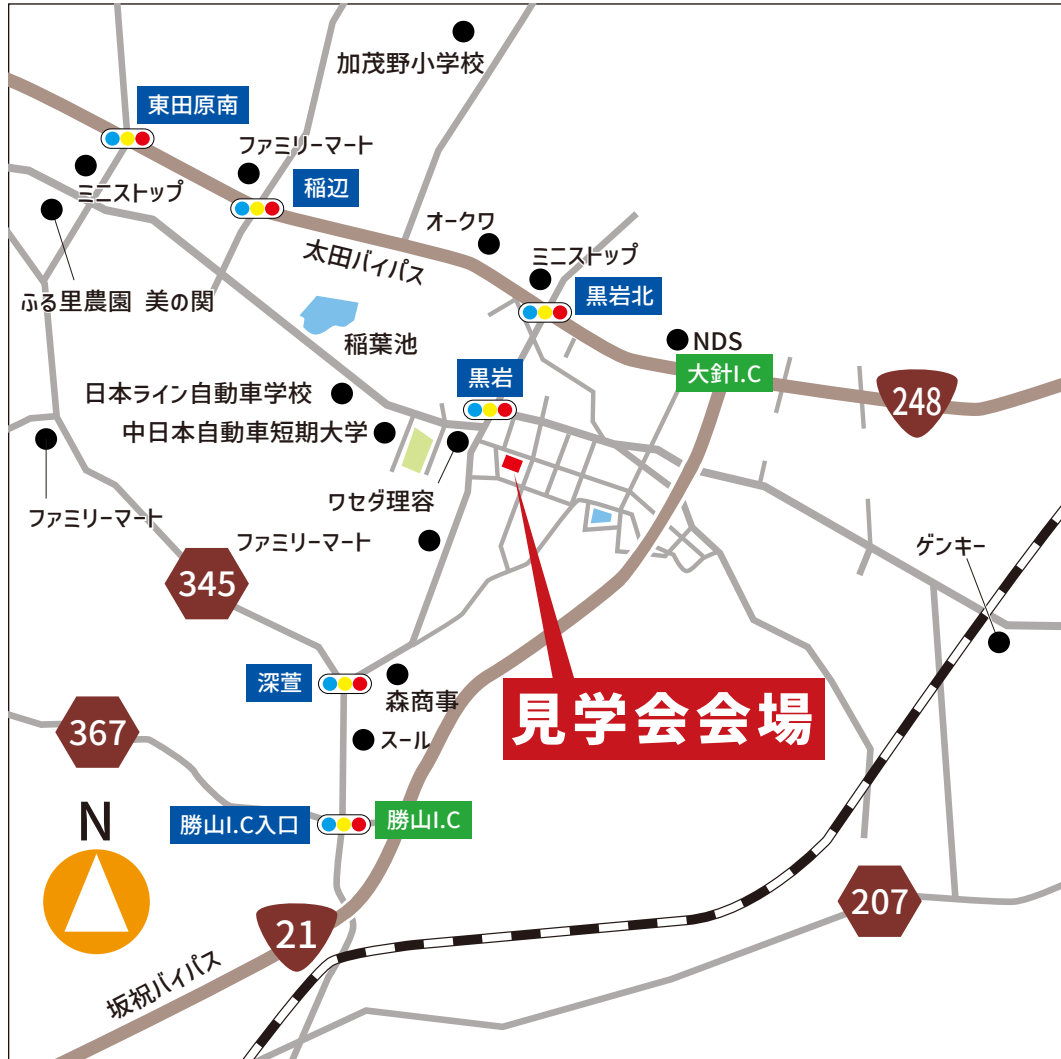 加茂野小学校
東田原南
ファミリーマート
ミニストップ
稲辺
オークワ
太田バイパス
ミニストップ
ふる里農園 美の関
黒岩北
稲葉池
NDS
黒岩
大針I.C
日本ライン自動車学校
248
中日本自動車短期大学
ワセダ理容
ファミリーマート
ファミリーマート
ゲンキー
345
深萱
森商事
見学会会場
367
スール
N
勝山I.C入口
勝山I.C
207
21
坂祝バイパス